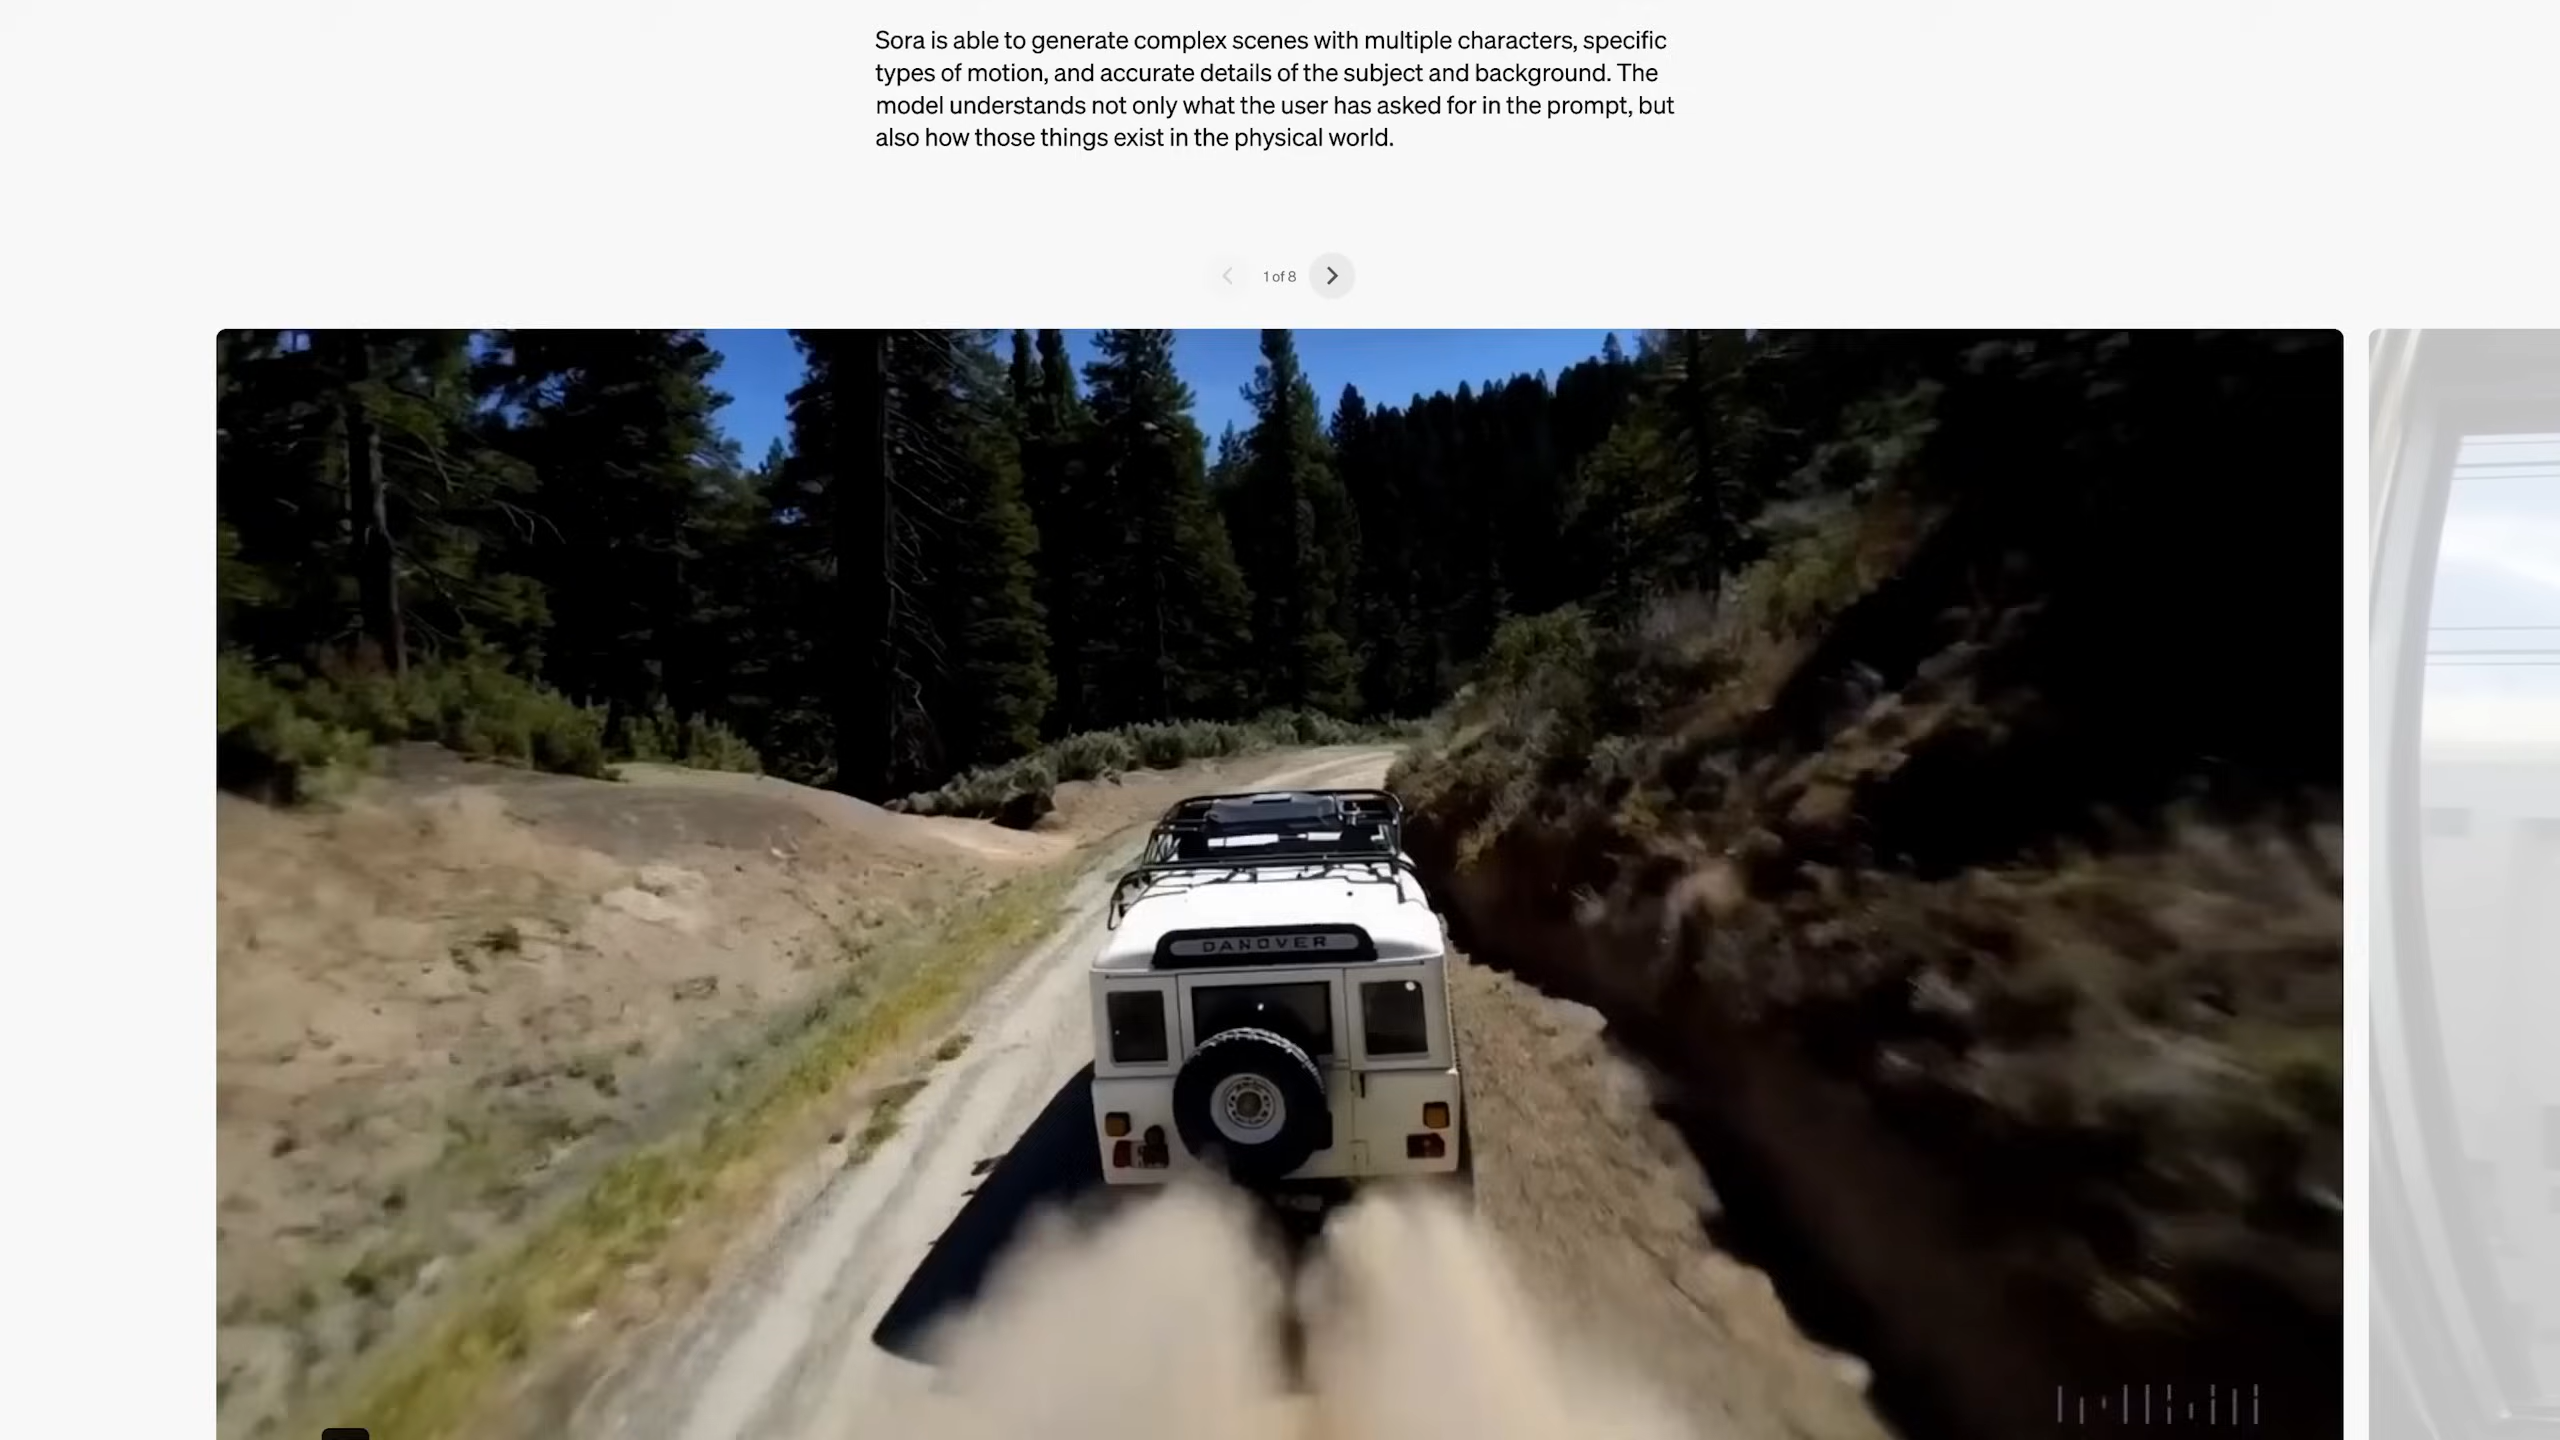 Sora is able to generate complex scenes with multiple characters, specific
types of motion, and accurate details of the subject and background. The
model understands not only what the user has asked for in the prompt, but
also how those things exist in the physical world.
1 of 8
DANOVER